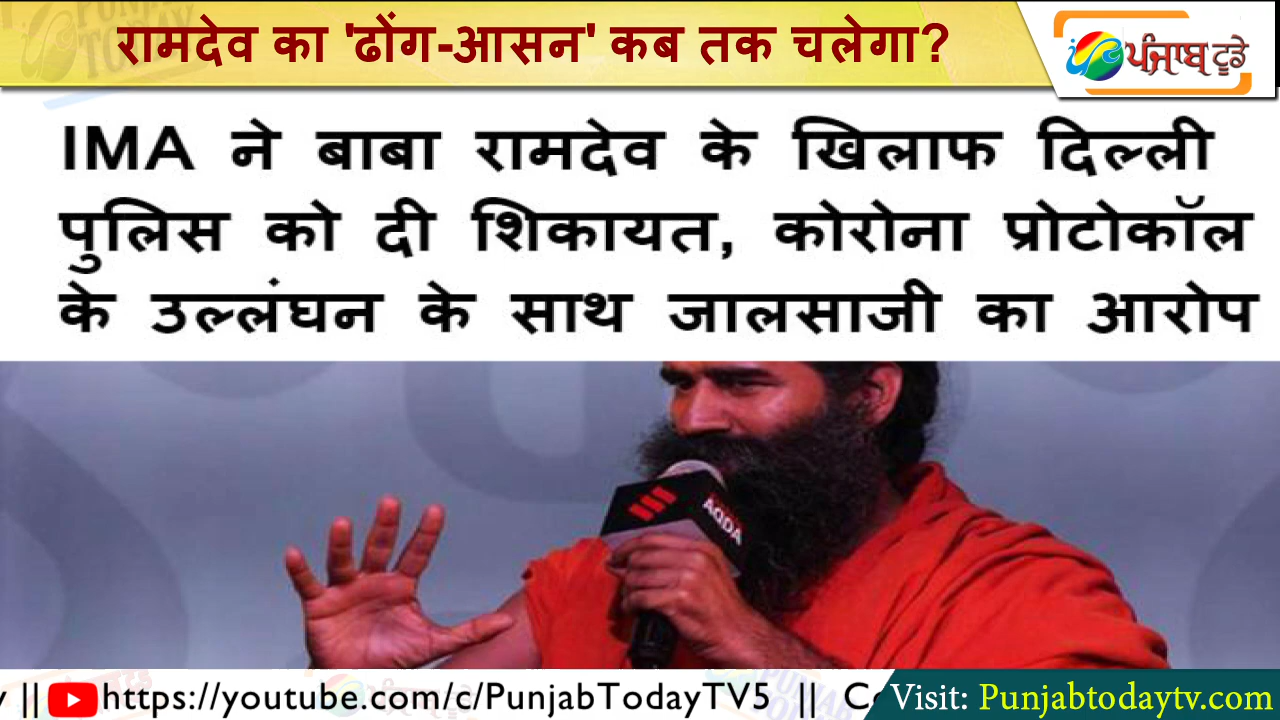 रामदेव का 'ढोंग-आसन' कब तक चलेगा?
ਪੰਜਾਬ ਟੂਡੇ
IMA ने बाबा रामदेव के खिलाफ दिल्ली
पुलिस को दी शिकायत, कोरोना प्रोटोकॉल
के उल्लंघन के साथ जालसाजी का आरोप
AQDA
|| https://youtube.com/c/PunjabTodayTV5 ||
Visit: Punjabtodaytv.com